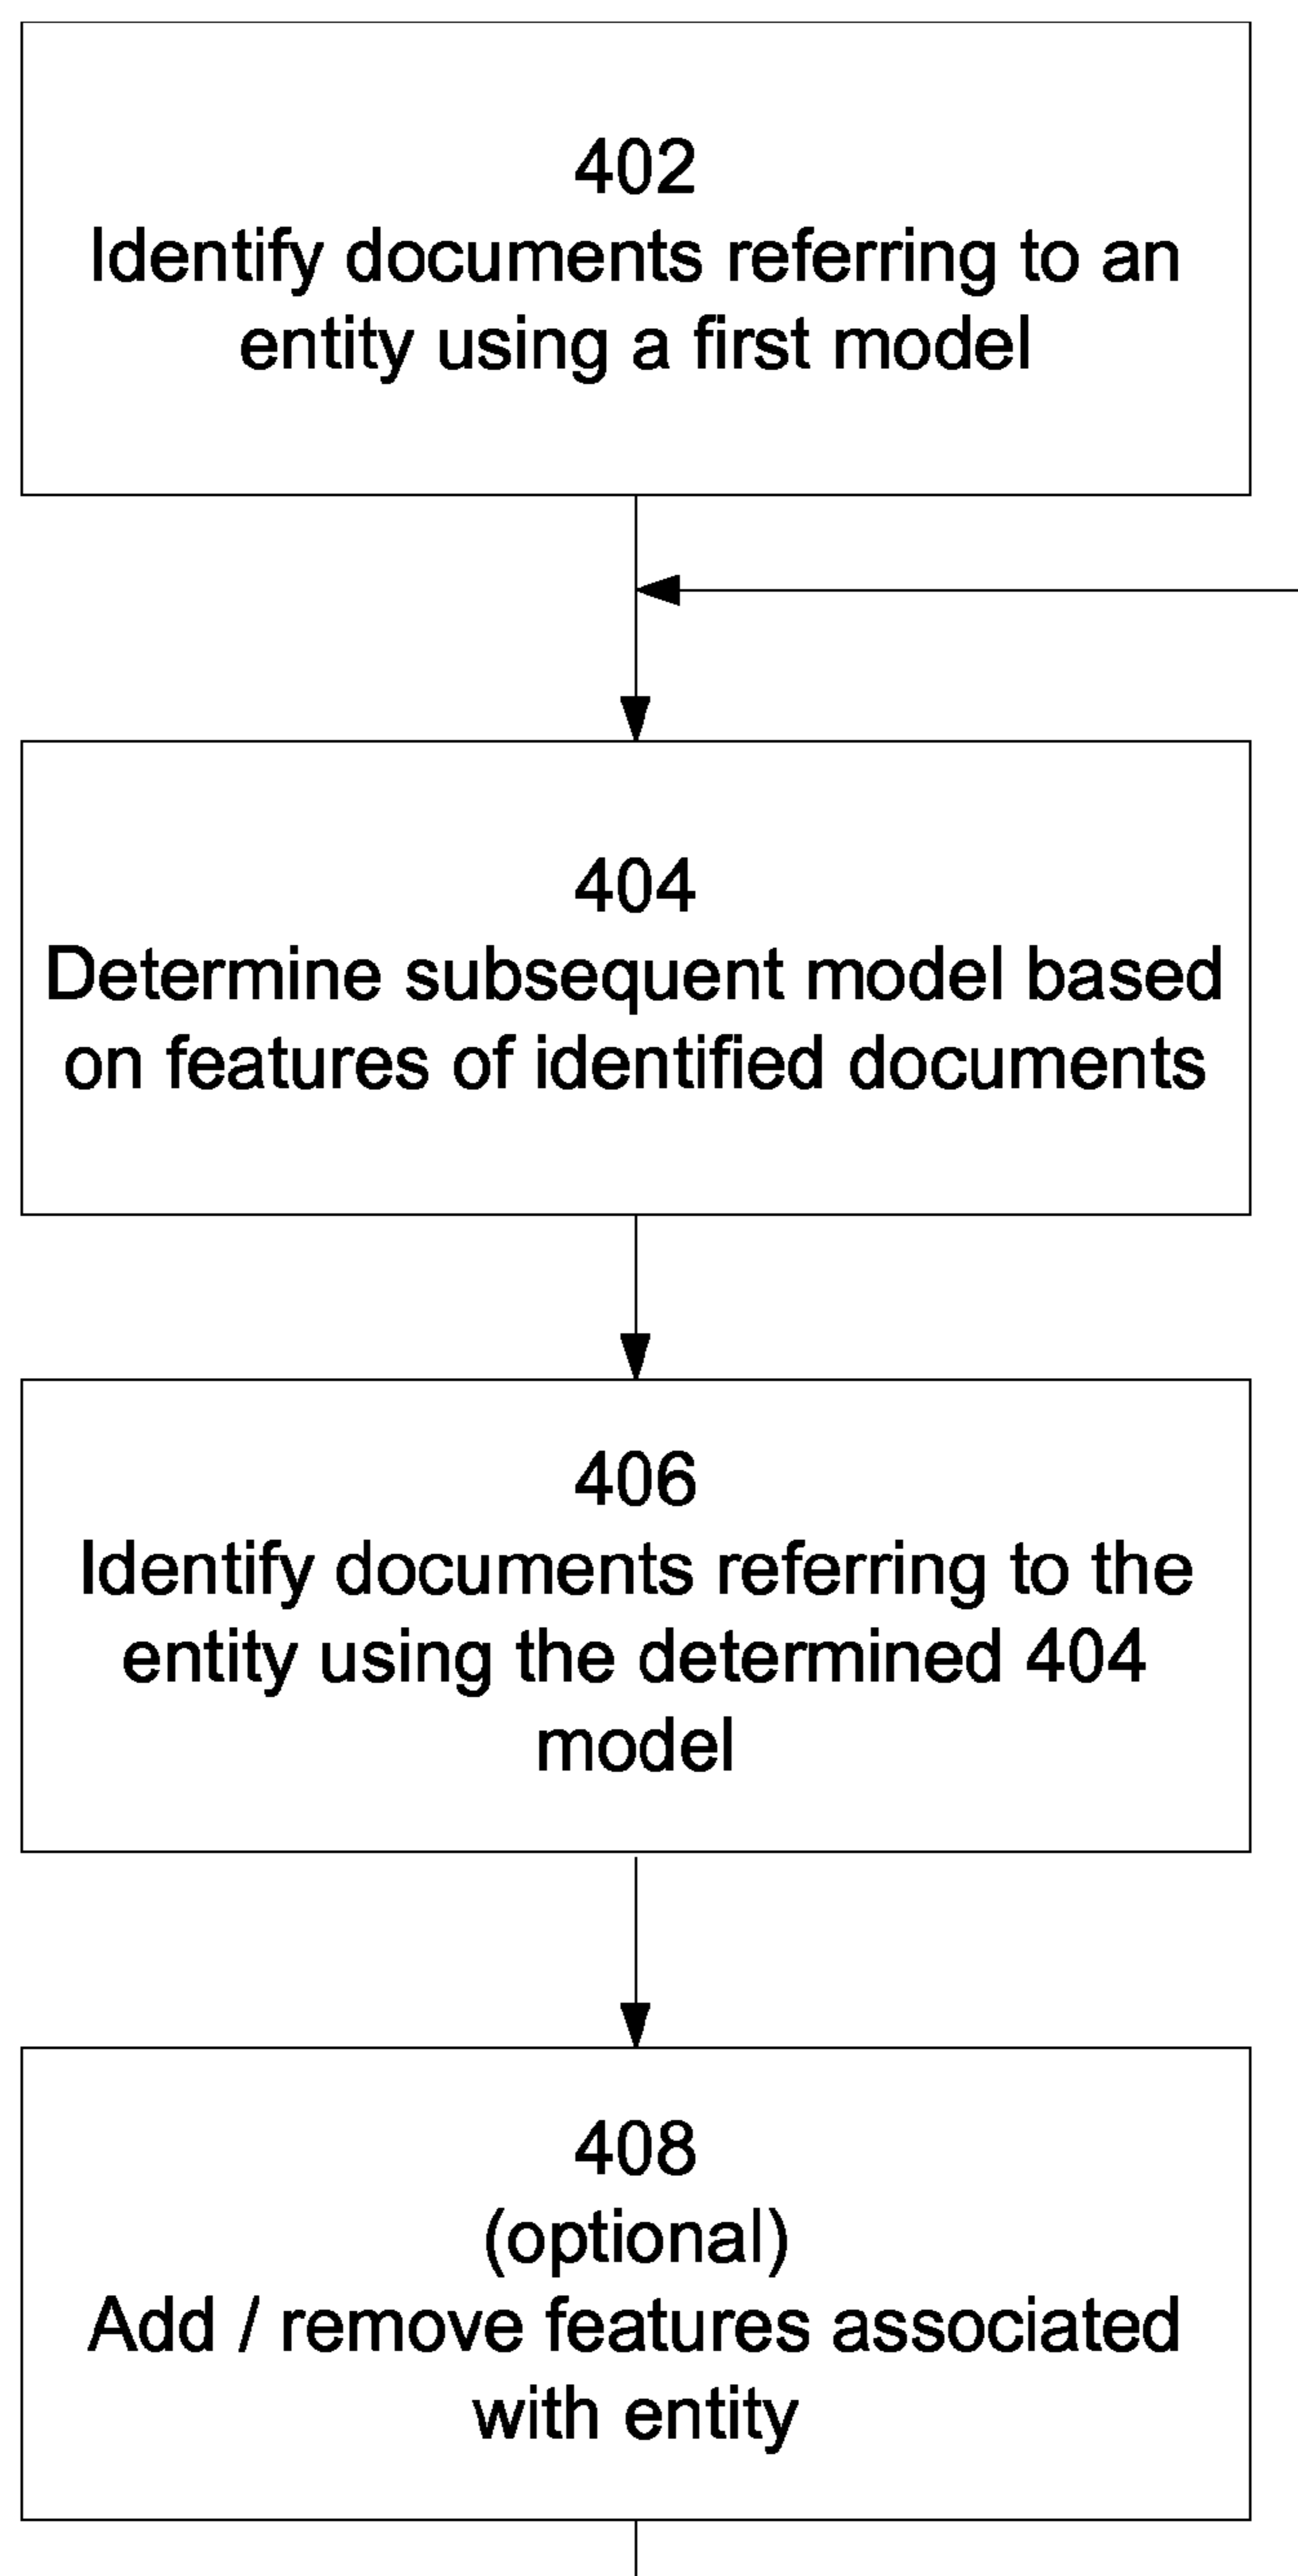 402
Identify documents referring to an
entity using a first model
404
Determine subsequent model based
on features of identified documents
406
Identify documents referring to the
entity using the determined 404
model
408
(optional)
Add / remove features associated
with entity